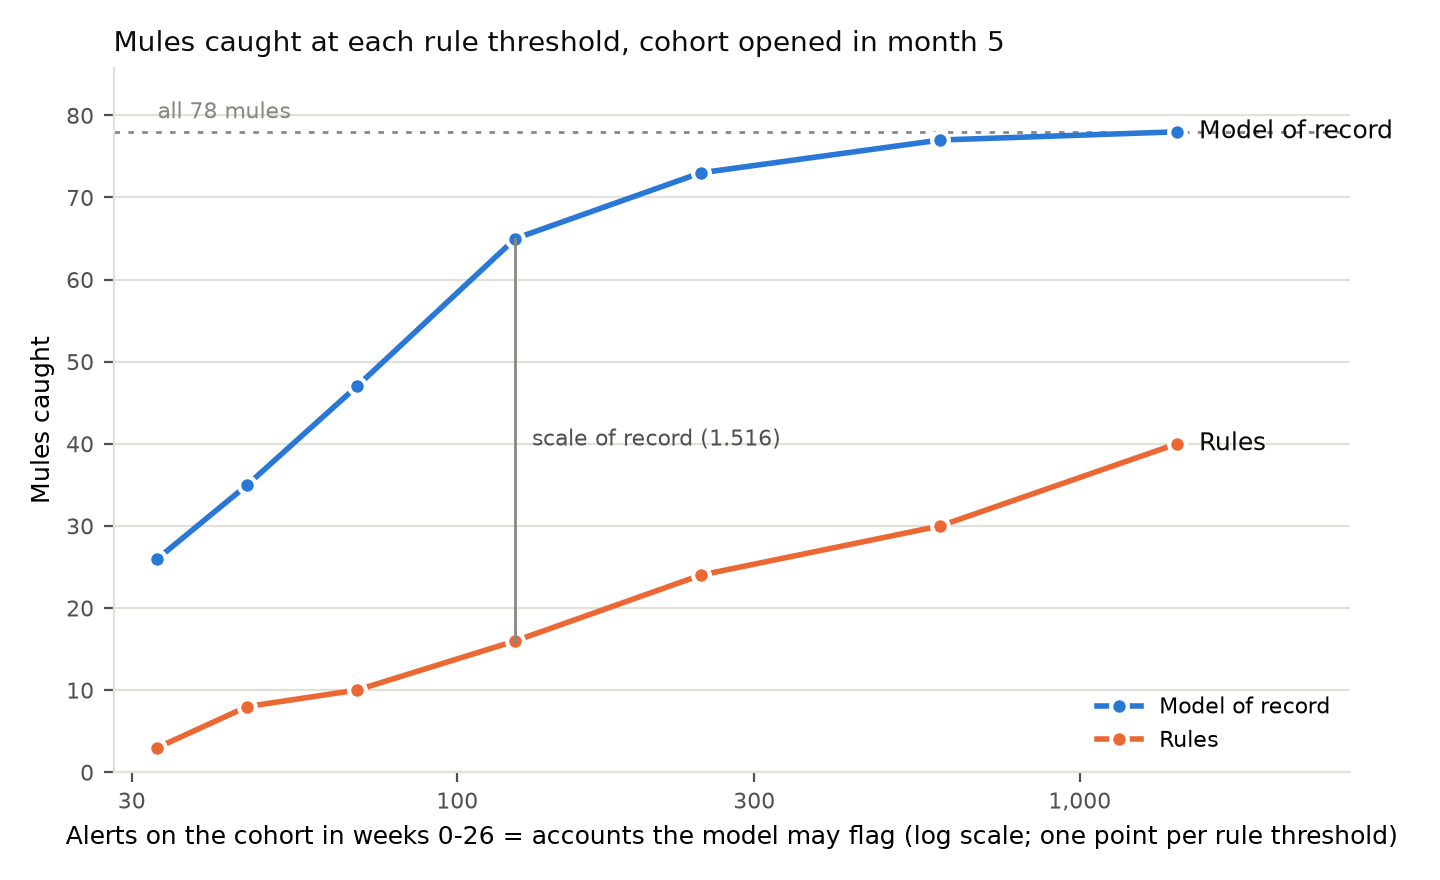 Mules caught at each rule threshold, cohort opened in month 5
all 78 mules
Model of record
scale of record (1.516)
Rules
Mules caught
80
70
60
50
40
30
20
10
0
Model of record
Rules
30
100
300
1,000
Alerts on the cohort in weeks 0-26 = accounts the model may flag (log scale; one point per rule threshold)